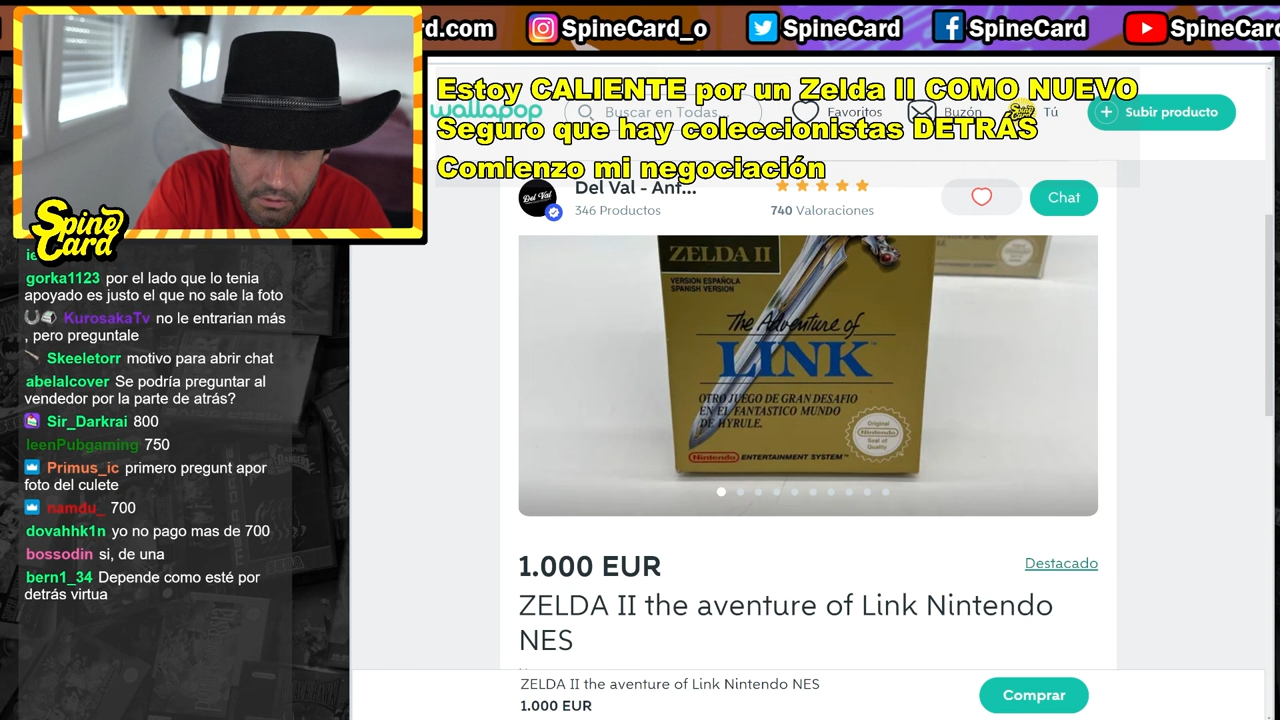 d.com SpineCard_o SpineCard SpineCard SpineCard
Estoy CALIENTE por un Zelda II COMO NUEVO
wallapop Buscar en Todas... Favoritos Buzón Tú Subir producto
Seguro que hay coleccionistas DETRÁS
Comienzo mi negociación
Del Val - Anf...
346 Productos
740 Valoraciones
Chat
Spine
Card
gorka1123 por el lado que lo tenia
apoyado es justo el que no sale la foto
KurosakaTv no le entrarian más
, pero preguntale
Skeeletorr motivo para abrir chat
abelalcover Se podría preguntar al
vendedor por la parte de atrás?
Sir_Darkrai 800
IeenPubgaming 750
Primus_ic primero pregunt apor
foto del culete
namdu_ 700
dovahhk1n yo no pago mas de 700
bossodin si, de una
bern1_34 Depende como esté por
detrás virtua
ZELDA II
VERSION ESPAÑOLA
SPANISH VERSION
The Adventure of
LINK
OTRO JUEGO DE GRAN DESAFIO
EN EL FANTASTICO MUNDO
DE HYRULE.
Original
Nintendo
Seal of
Quality
Nintendo ENTERTAINMENT SYSTEM™
1.000 EUR
Destacado
ZELDA II the aventure of Link Nintendo
NES
ZELDA II the aventure of Link Nintendo NES
1.000 EUR
Comprar